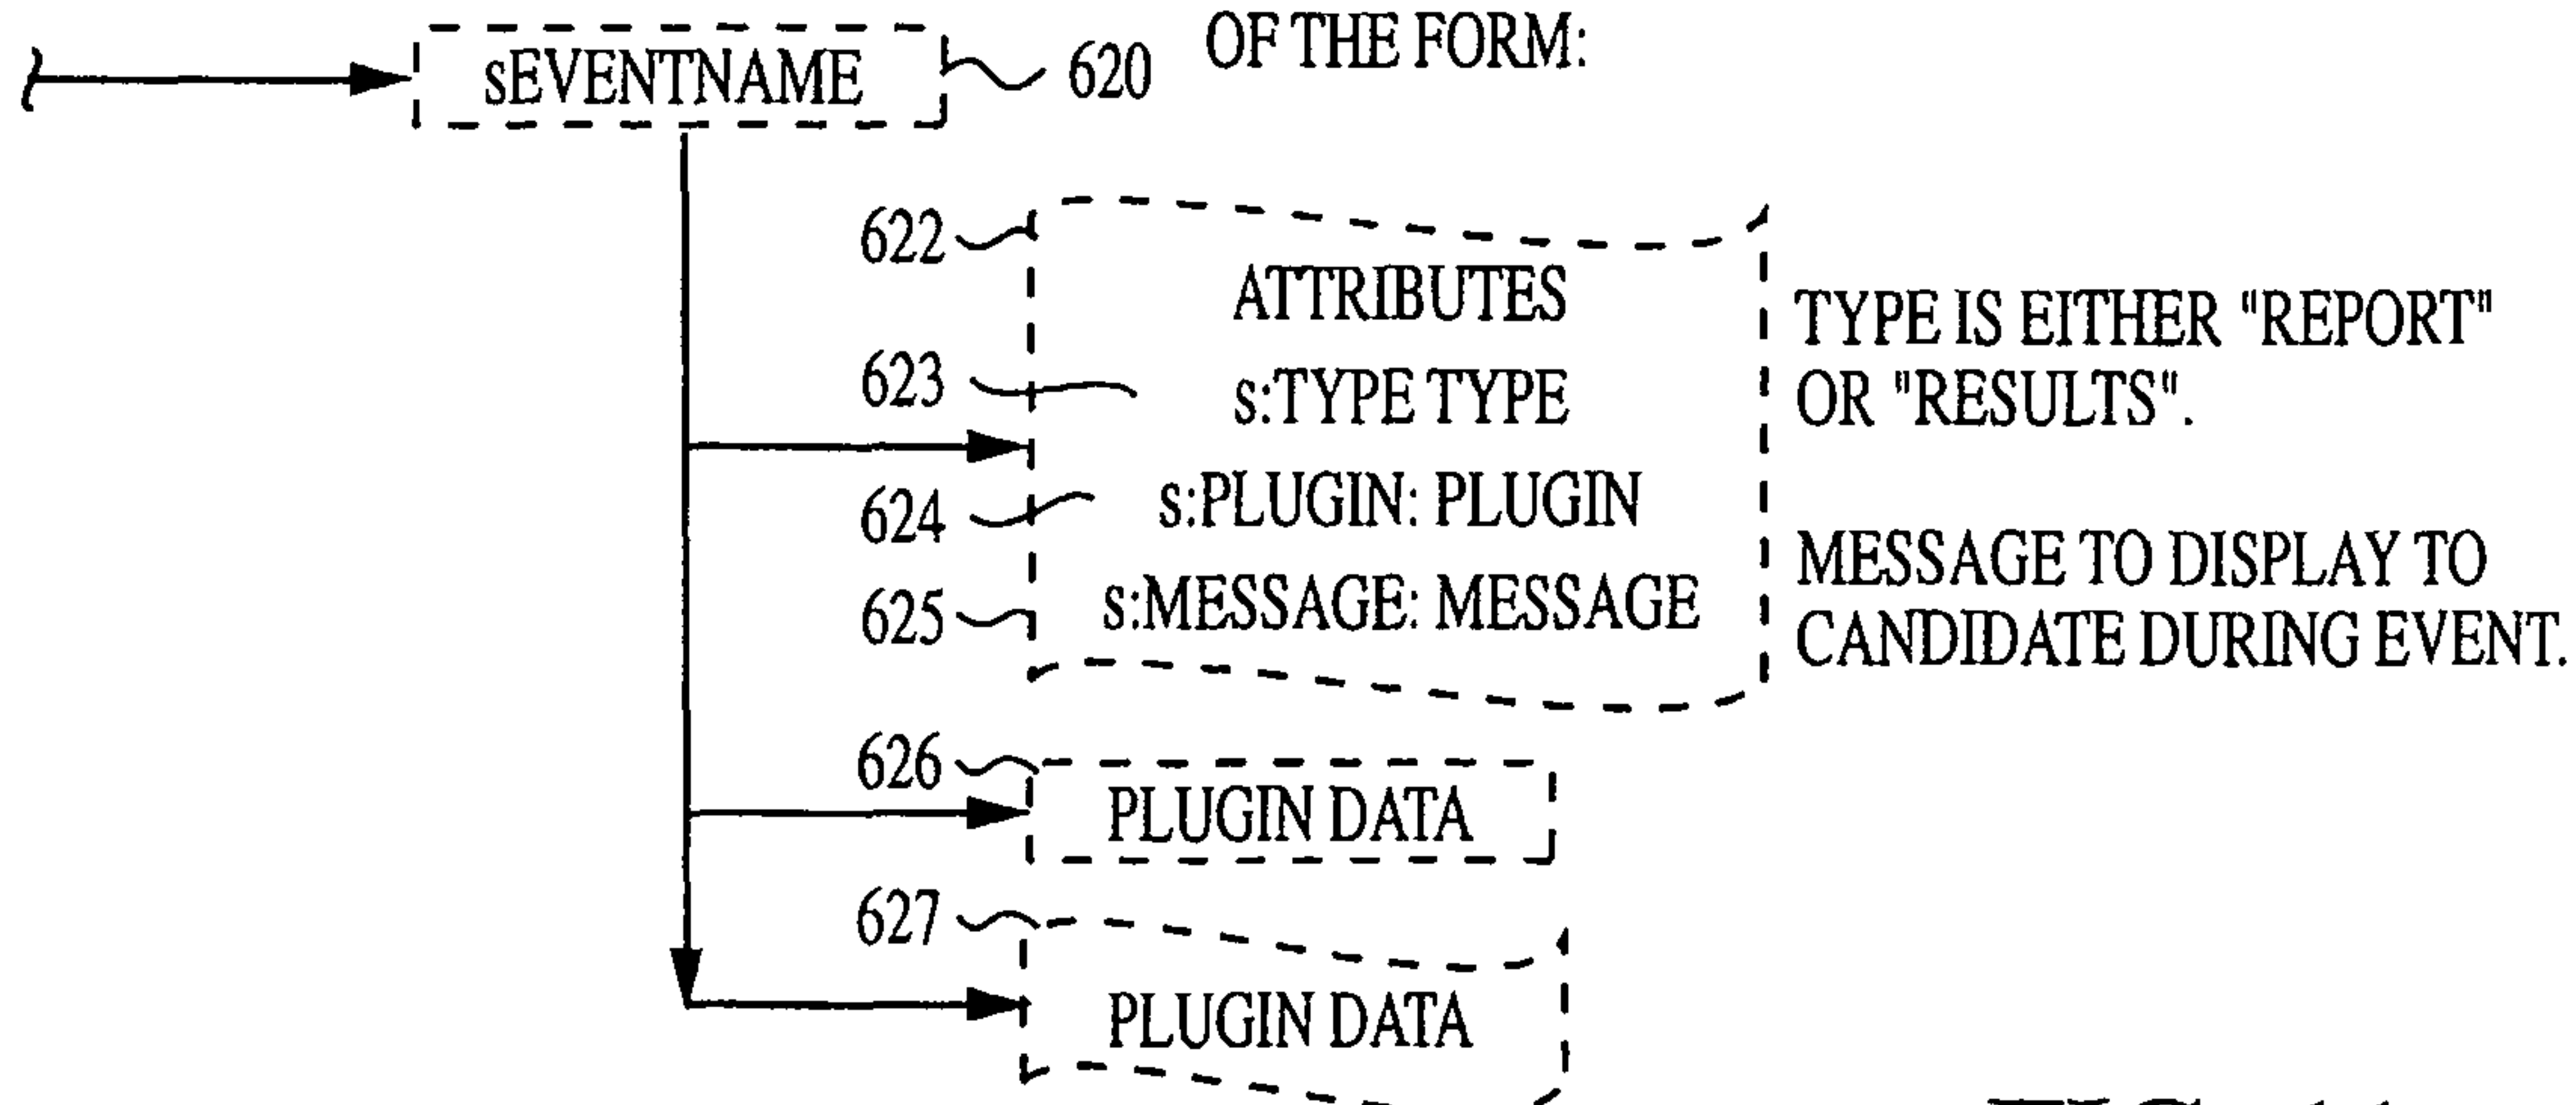 OF THE FORM:
sEVENTNAME
620
622
ATTRIBUTES
623
s:TYPE TYPE
TYPE IS EITHER "REPORT"
OR "RESULTS".
624
s:PLUGIN: PLUGIN
625
s:MESSAGE: MESSAGE
MESSAGE TO DISPLAY TO
CANDIDATE DURING EVENT.
626
PLUGIN DATA
627
PLUGIN DATA